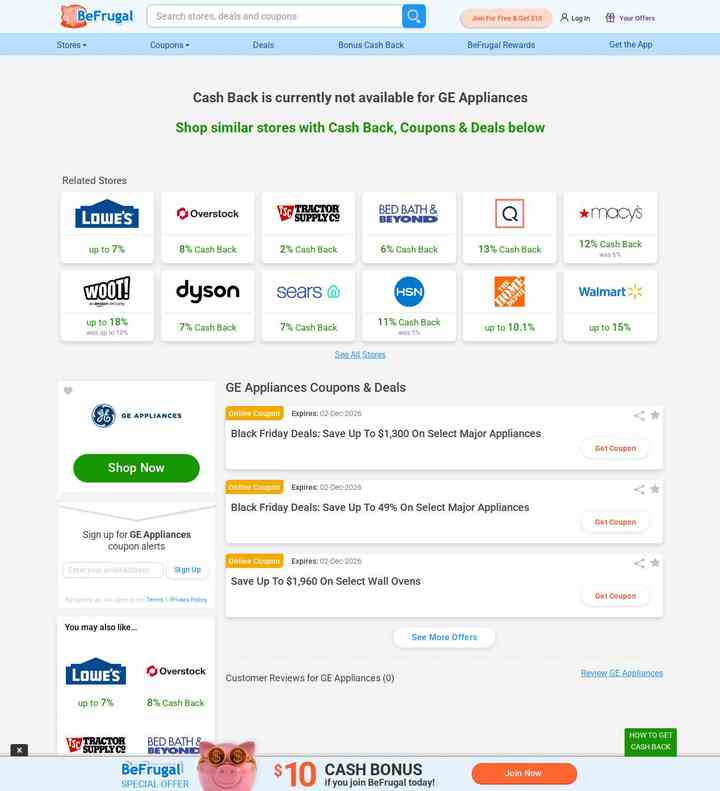 BeFrugal
Search stores, deals and coupons
Join For Free & Get $10
Log In
Your Offers
Stores
Coupons
Deals
Bonus Cash Back
BeFrugal Rewards
Get the App
Cash Back is currently not available for GE Appliances
Shop similar stores with Cash Back, Coupons & Deals below
Related Stores
LOWE'S
Overstock
TSC TRACTOR SUPPLY CO
BED BATH & BEYOND
Q
macy's
up to 7%
8% Cash Back
2% Cash Back
6% Cash Back
13% Cash Back
12% Cash Back
was 5%
WOOT!
an amazon company
dyson
sears
HSN
THE HOME DEPOT
Walmart
up to 18%
was up to 12%
7% Cash Back
7% Cash Back
11% Cash Back
was 1%
up to 10.1%
up to 15%
See All Stores
GE APPLIANCES
Shop Now
Sign up for GE Appliances
coupon alerts
Enter your email address
Sign Up
By signing up, you agree to our Terms & Privacy Policy
You may also like...
LOWE'S
Overstock
up to 7%
8% Cash Back
TSC TRACTOR SUPPLY CO
BED BATH & BEYOND
GE Appliances Coupons & Deals
Online Coupon
Expires: 02-Dec-2026
Black Friday Deals: Save Up To $1,300 On Select Major Appliances
Get Coupon
Online Coupon
Expires: 02-Dec-2026
Black Friday Deals: Save Up To 49% On Select Major Appliances
Get Coupon
Online Coupon
Expires: 02-Dec-2026
Save Up To $1,960 On Select Wall Ovens
Get Coupon
See More Offers
Customer Reviews for GE Appliances (0)
Review GE Appliances
HOW TO GET
CASH BACK
x
BeFrugal
SPECIAL OFFER
$10
CASH BONUS
if you join BeFrugal today!
Join Now